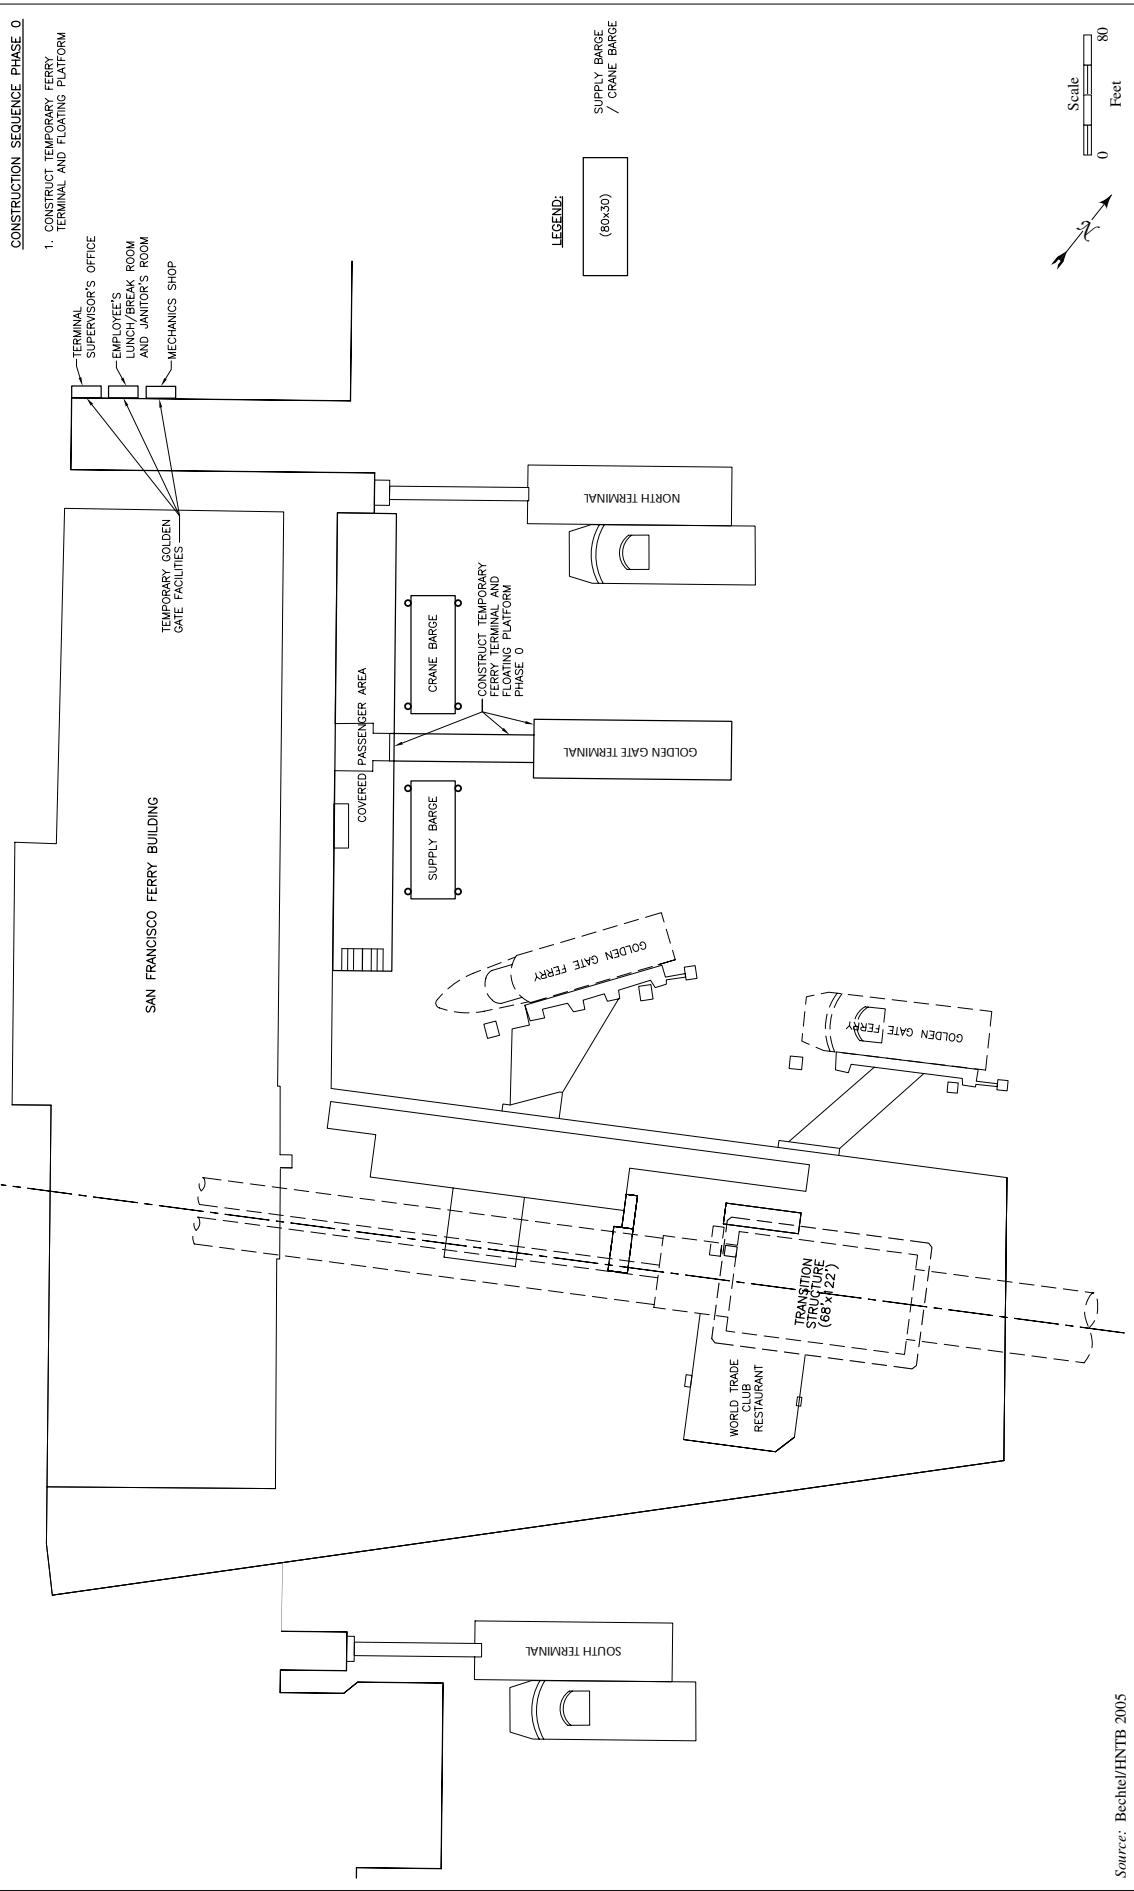 CONSTRUCTION SEQUENCE PHASE 0
1. CONSTRUCT TEMPORARY FERRY
TERMINAL AND FLOATING PLATFORM
TERMINAL
SUPERVISOR'S OFFICE
EMPLOYEE'S
LUNCH/BREAK ROOM
AND JANITOR'S ROOM
MECHANICS SHOP
TEMPORARY GOLDEN
GATE FACILITIES
SAN FRANCISCO FERRY BUILDING
COVERED PASSENGER AREA
CRANE BARGE
SUPPLY BARGE
CONSTRUCT TEMPORARY
FERRY TERMINAL AND
FLOATING PLATFORM
PHASE 0
NORTH TERMINAL
GOLDEN GATE TERMINAL
GOLDEN GATE FERRY
GOLDEN GATE FERRY
TRANSITION
STRUCTURE
(68'x122')
WORLD TRADE
CLUB
RESTAURANT
SOUTH TERMINAL
LEGEND:
(80x30)
SUPPLY BARGE
/ CRANE BARGE
N
Scale
0 80
Feet
Source: Bechtel/HNTB 2005